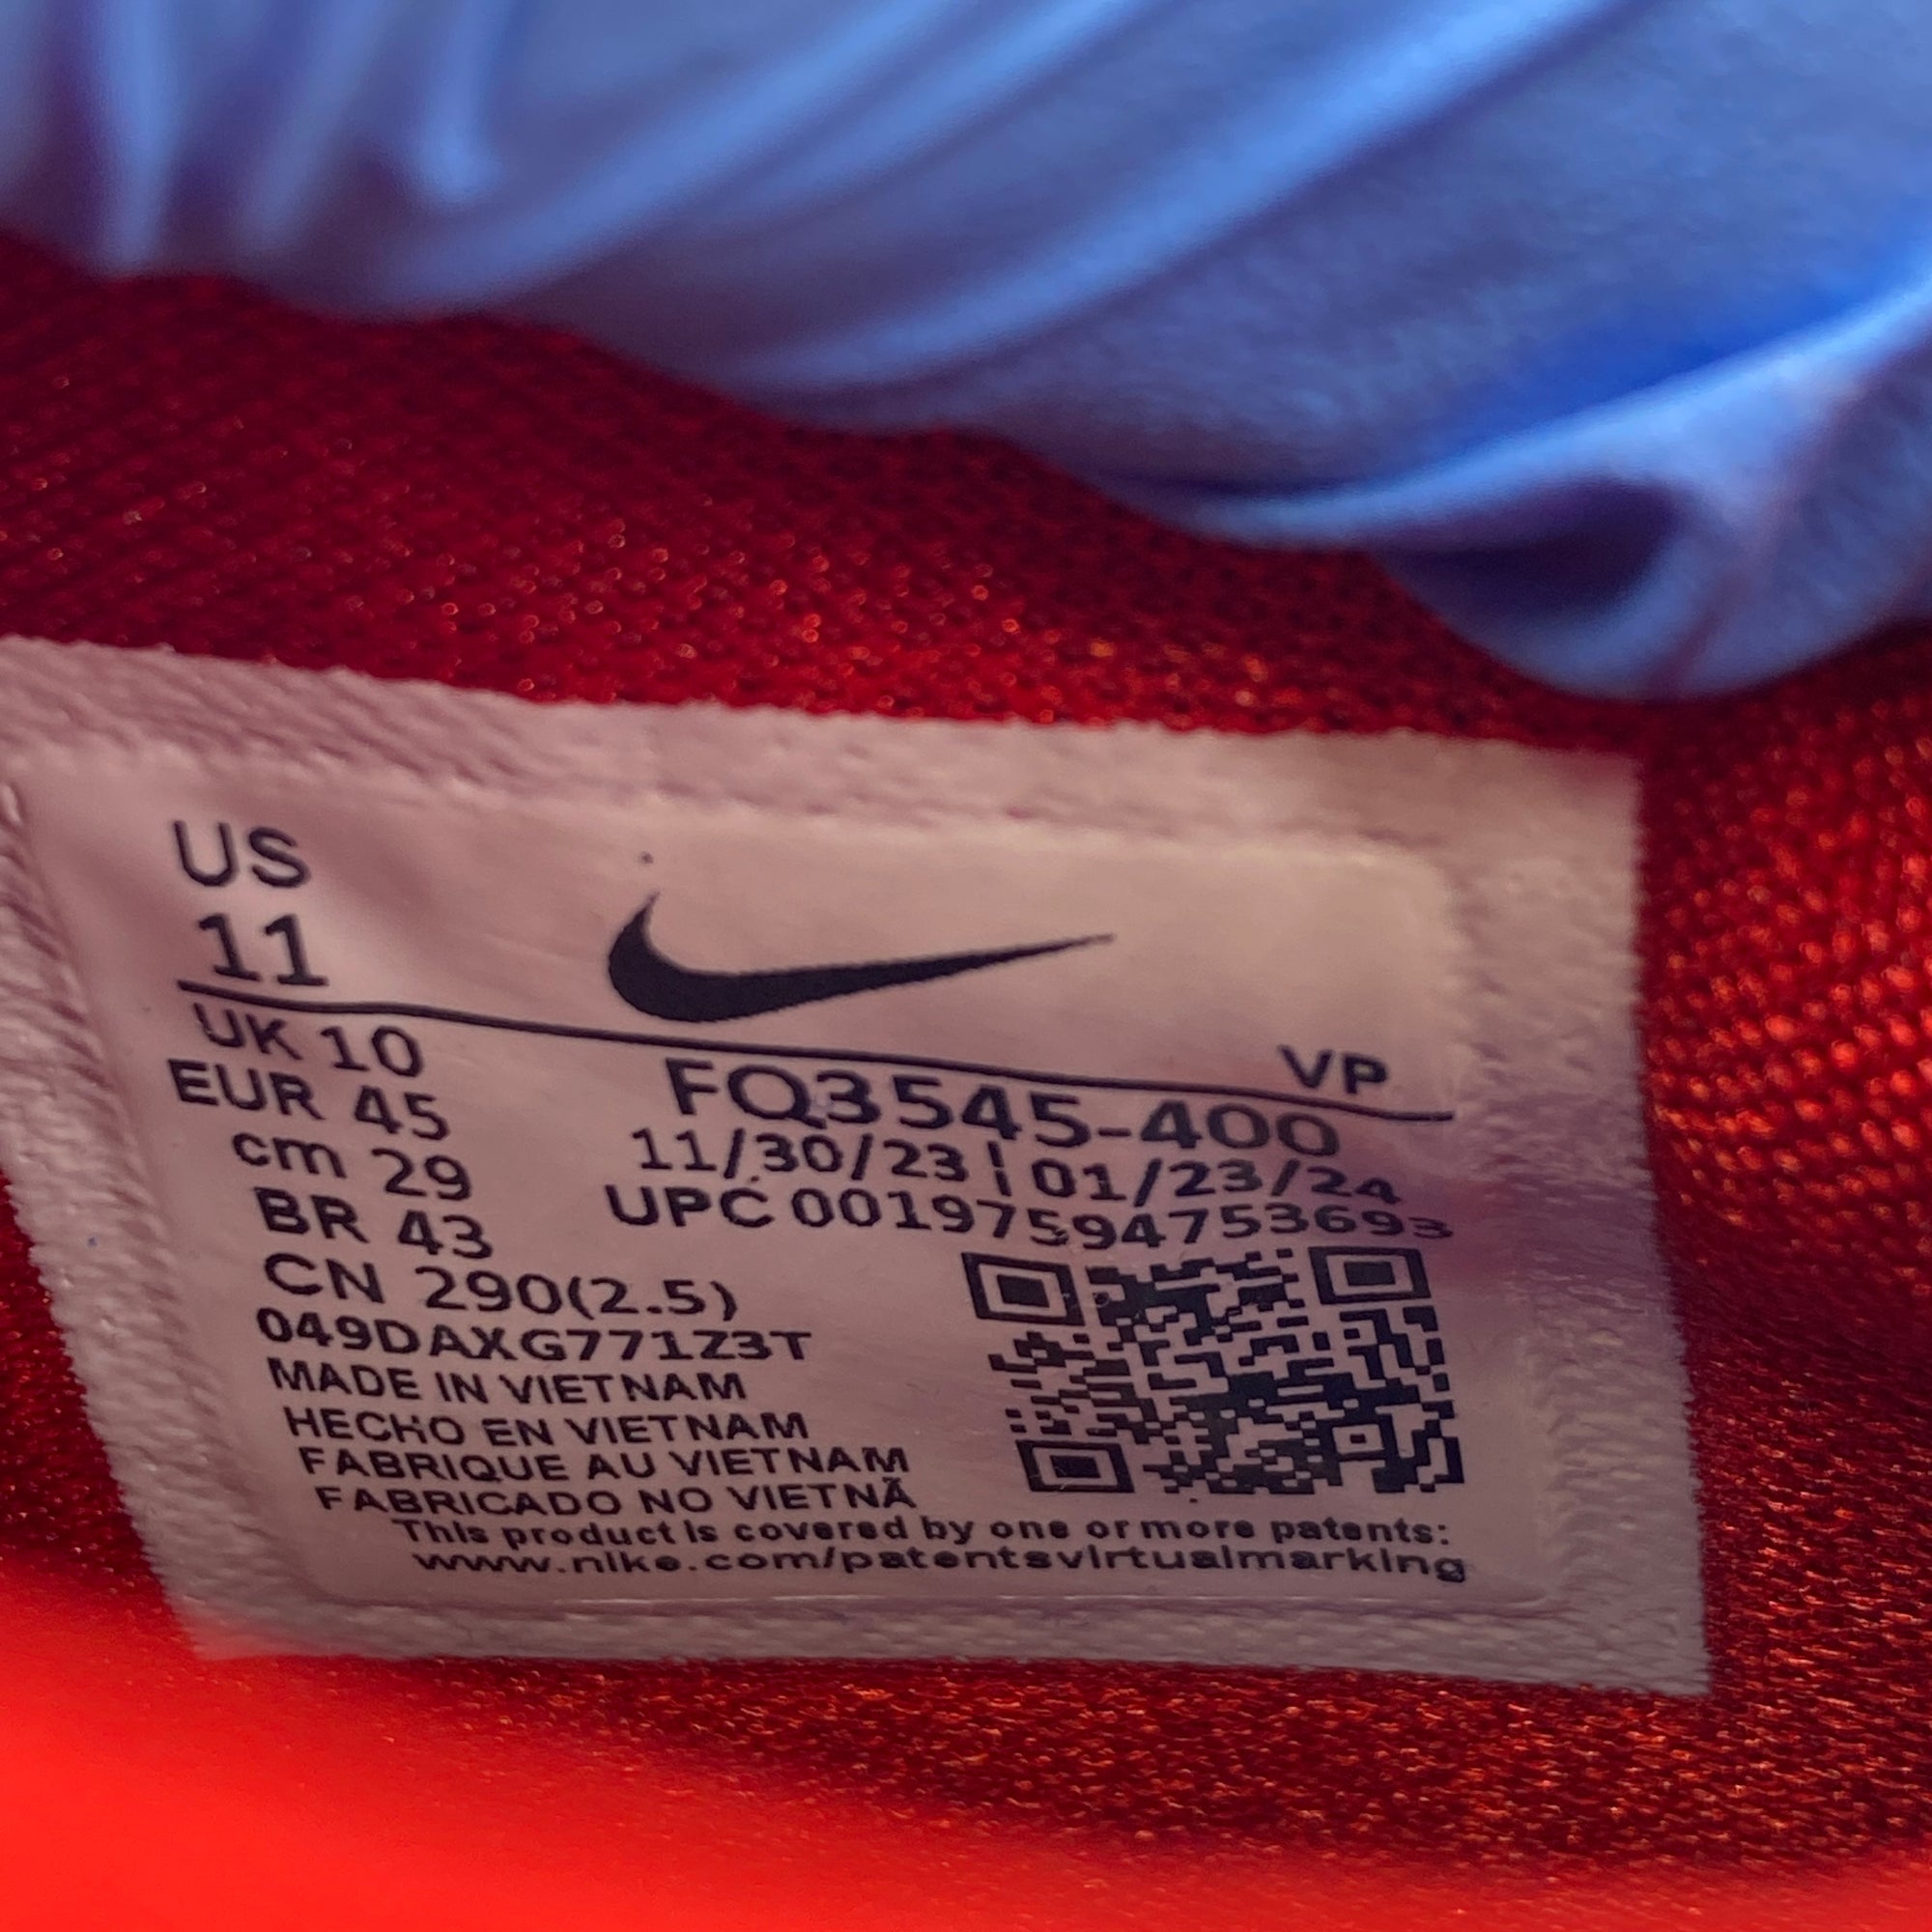 US
11
VP
UK 10
EUR 45
cm 29
BR 43
CN 290(2.5)
FQ3545-400
11/30/23 | 01/23/24
UPC 00197594753693
049DAXG771Z3T
MADE IN VIETNAM
HECHO EN VIETNAM
FABRIQUE AU VIETNAM
FABRICADO NO VIETNÃ
This product is covered by one or more patents:
www.nike.com/patentsvirtualmarking